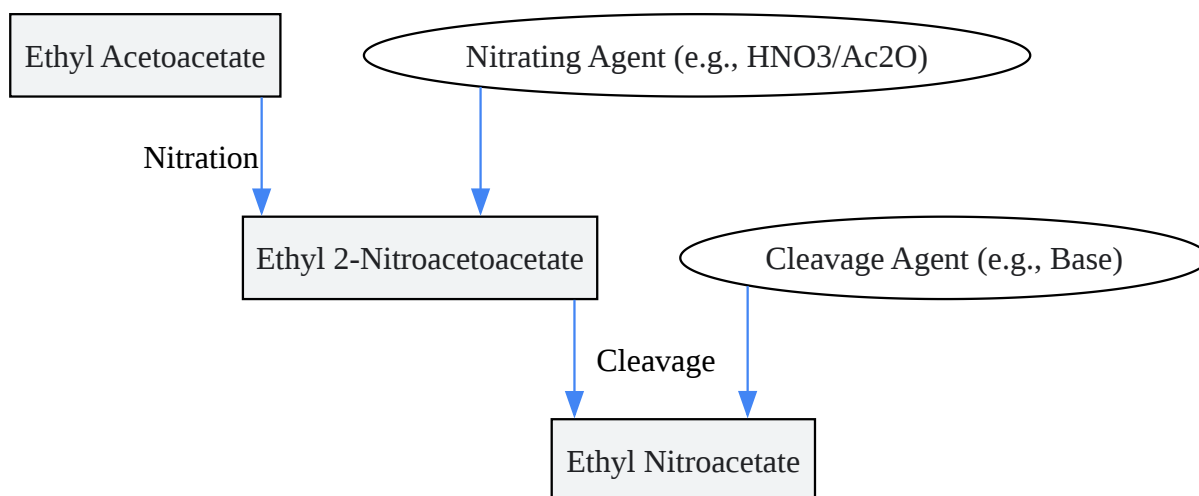 Ethyl Acetoacetate
Nitrating Agent (e.g., HNO3/Ac2O)
Nitration
Ethyl 2-Nitroacetoacetate
Cleavage Agent (e.g., Base)
Cleavage
Ethyl Nitroacetate